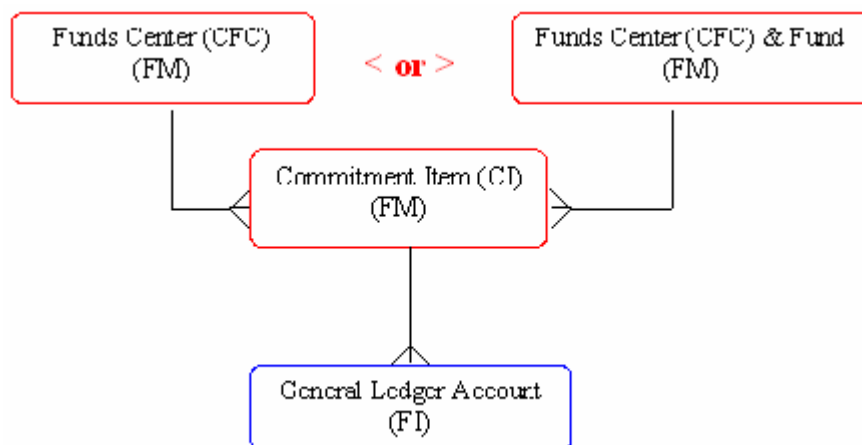 Funds Center (CFC)
(FM)
< or >
Funds Center (CFC) & Fund
(FM)
Commitment Item (CI)
(FM)
General Ledger Account
(FI)